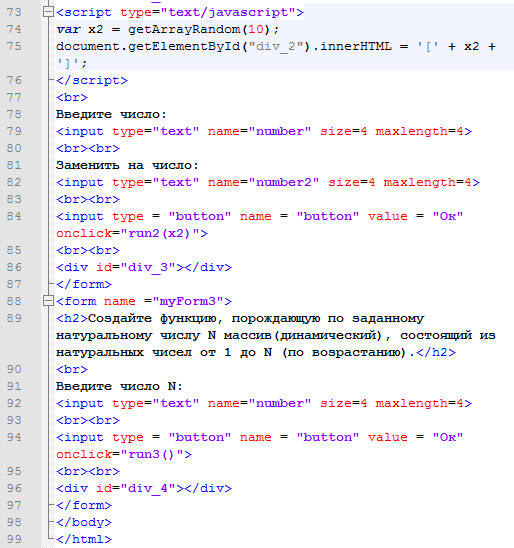 73 <script type="text/javascript">
74 var x2 = getArrayRandom(10);
75 document.getElementById("div_2").innerHTML = '[' + x2 +
']';
76 </script>
77 <br>
78 Введите число:
79 <input type="text" name="number" size=4 maxlength=4>
80 <br><br>
81 Заменить на число:
82 <input type="text" name="number2" size=4 maxlength=4>
83 <br><br>
84 <input type = "button" name = "button" value = "Ок"
onclick="run2(x2)">
85 <br><br>
86 <div id="div_3"></div>
87 </form>
88 <form name ="myForm3">
89 <h2>Создайте функцию, порождающую по заданному
натуральному числу N массив(динамический), состоящий из
натуральных чисел от 1 до N (по возрастанию).</h2>
90 <br>
91 Введите число N:
92 <input type="text" name="number" size=4 maxlength=4>
93 <br><br>
94 <input type = "button" name = "button" value = "Ок"
onclick="run3()">
95 <br><br>
96 <div id="div_4"></div>
97 </form>
98 </body>
99 </html>